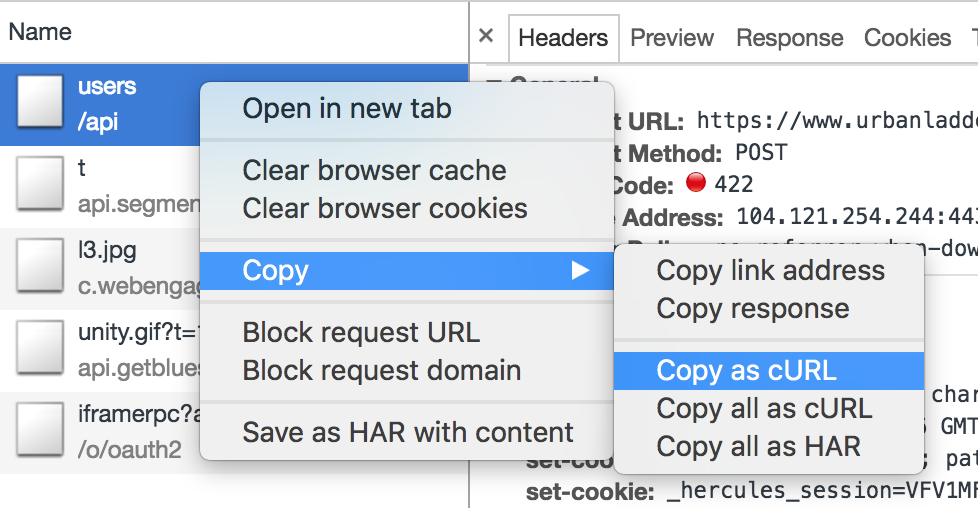 Name
users
/api
t
api.segmen
l3.jpg
c.webengag
unity.gif?t=
api.getblues
iframerpc?a
/o/oauth2
Open in new tab
Clear browser cache
Clear browser cookies
Copy
Block request URL
Block request domain
Save as HAR with content
× Headers Preview Response Cookies
General
t URL: https://www.urbanladde
t Method: POST
Code: 422
e Address: 104.121.254.244:443
Copy link address
Copy response
Copy as cURL
Copy all as cURL
Copy all as HAR
char
GMT
set-cook ; pat
set-cookie: _hercules_session=VFV1MF